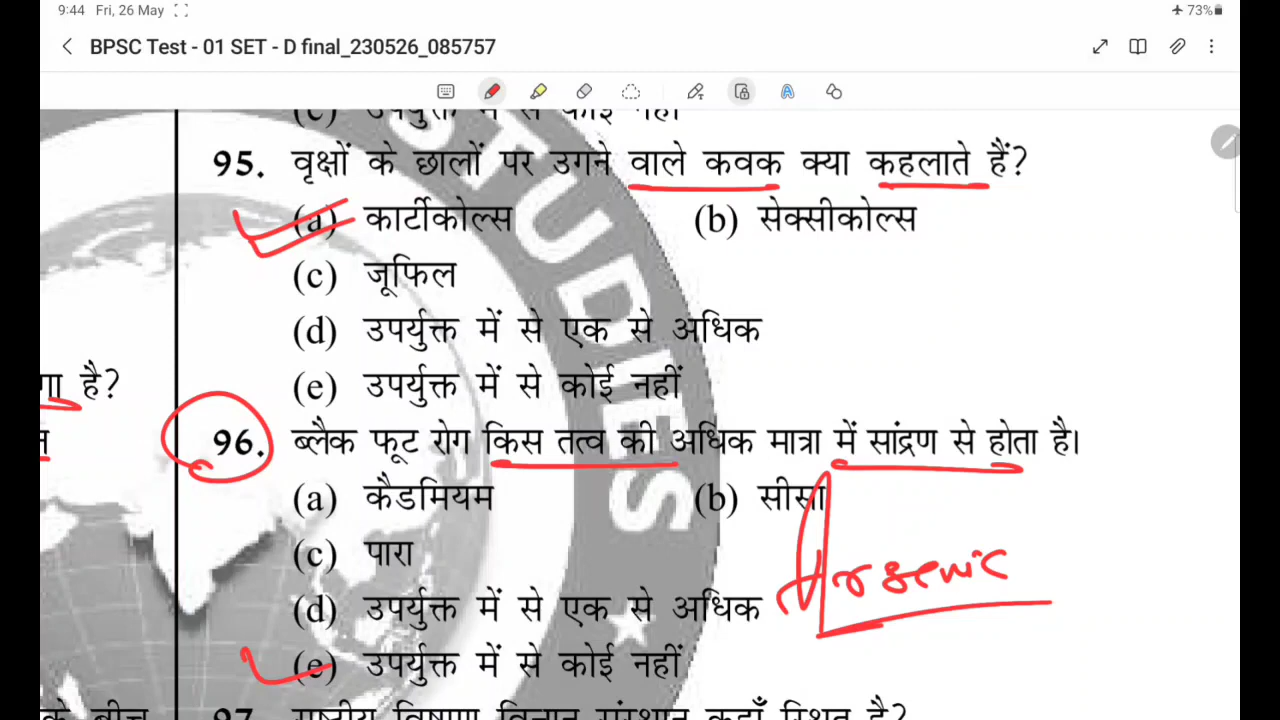 9:44 Fri, 26 May
73%
BPSC Test - 01 SET - D final_230526_085757
STUDIES
95. वृक्षों के छालों पर उगने वाले कवक क्या कहलाते हैं?
(a) कार्टीकोल्स (b) सेक्सीकोल्स
(c) जूफिल
(d) उपर्युक्त में से एक से अधिक
है?
(e) उपर्युक्त में से कोई नहीं
96. ब्लैक फूट रोग किस तत्व की अधिक मात्रा में सांद्रण से होता है।
(a) कैडमियम (b) सीसा
(c) पारा
Arsenic
(d) उपर्युक्त में से एक से अधिक
(e) उपर्युक्त में से कोई नहीं